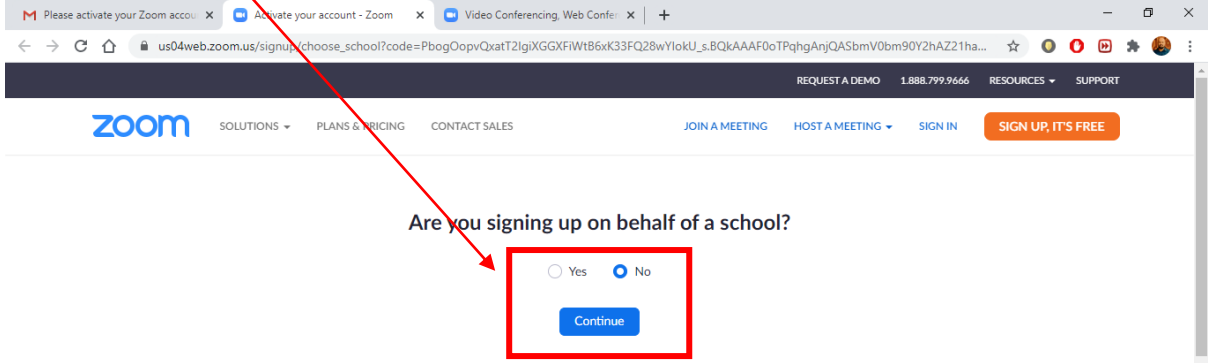 Please activate your Zoom accou
Activate your account - Zoom
Video Conferencing, Web Confer
us04web.zoom.us/signup/choose_school?code=PbogOopvQxatT2IgiXGGXFiWtB6xK33FQ28wYlokU_s.BQkAAAF0oTPqhgAnjQASbmV0bm90Y2hAZ21ha...
REQUEST A DEMO 1.888.799.9666 RESOURCES SUPPORT
zoom SOLUTIONS PLANS & PRICING CONTACT SALES JOIN A MEETING HOST A MEETING SIGN IN SIGN UP, IT'S FREE
Are you signing up on behalf of a school?
Yes No
Continue